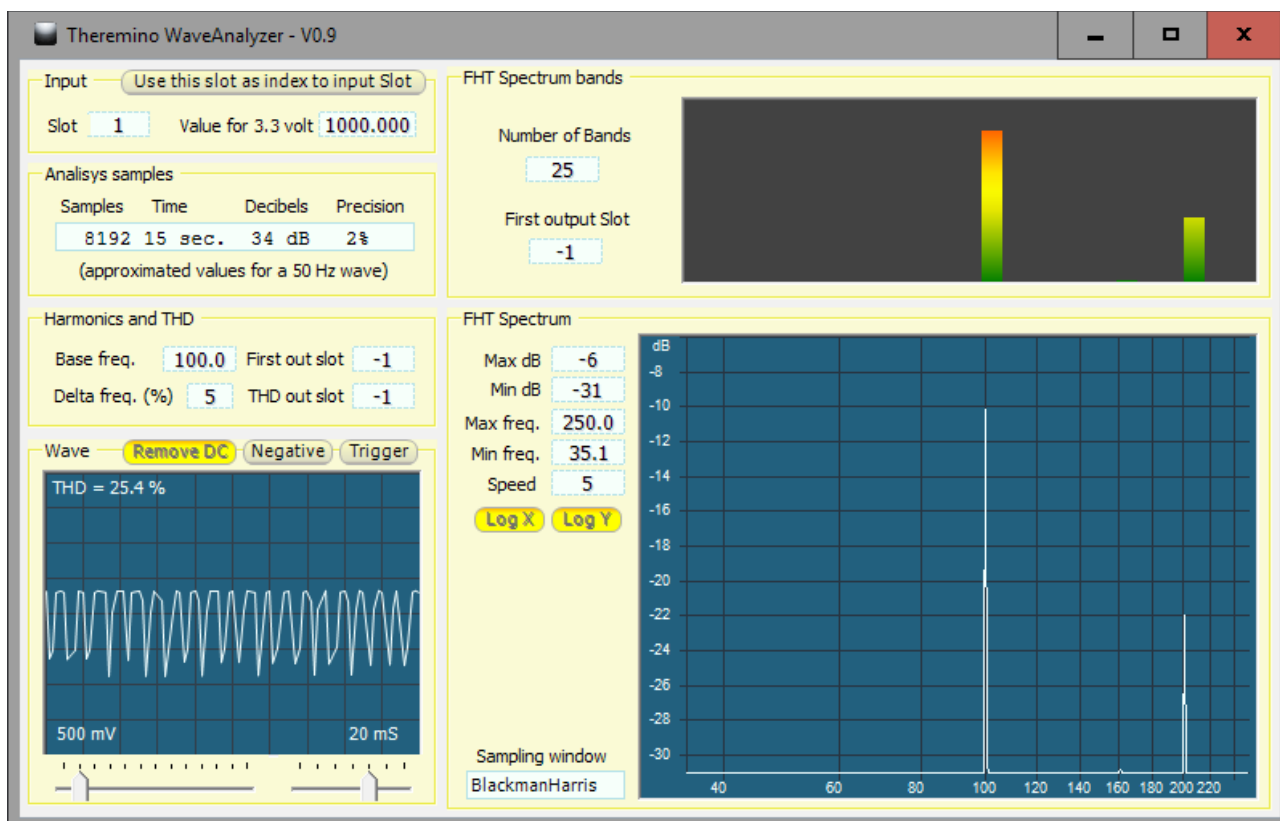 Theremino WaveAnalyzer - V0.9
Input
Use this slot as index to input Slot
Slot 1 Value for 3.3 volt 1000.000
Analisys samples
Samples Time Decibels Precision
8192 15 sec. 34 dB 2%
(approximated values for a 50 Hz wave)
Harmonics and THD
Base freq. 100.0 First out slot -1
Delta freq. (%) 5 THD out slot -1
Wave Remove DC Negative Trigger
THD = 25.4 %
500 mV 20 mS
FHT Spectrum bands
Number of Bands
25
First output Slot
-1
FHT Spectrum
Max dB -6
Min dB -31
Max freq. 250.0
Min freq. 35.1
Speed 5
Log X Log Y
Sampling window
BlackmanHarris
dB
-8
-10
-12
-14
-16
-18
-20
-22
-24
-26
-28
-30
40 60 80 100 120 140 160 180 200 220